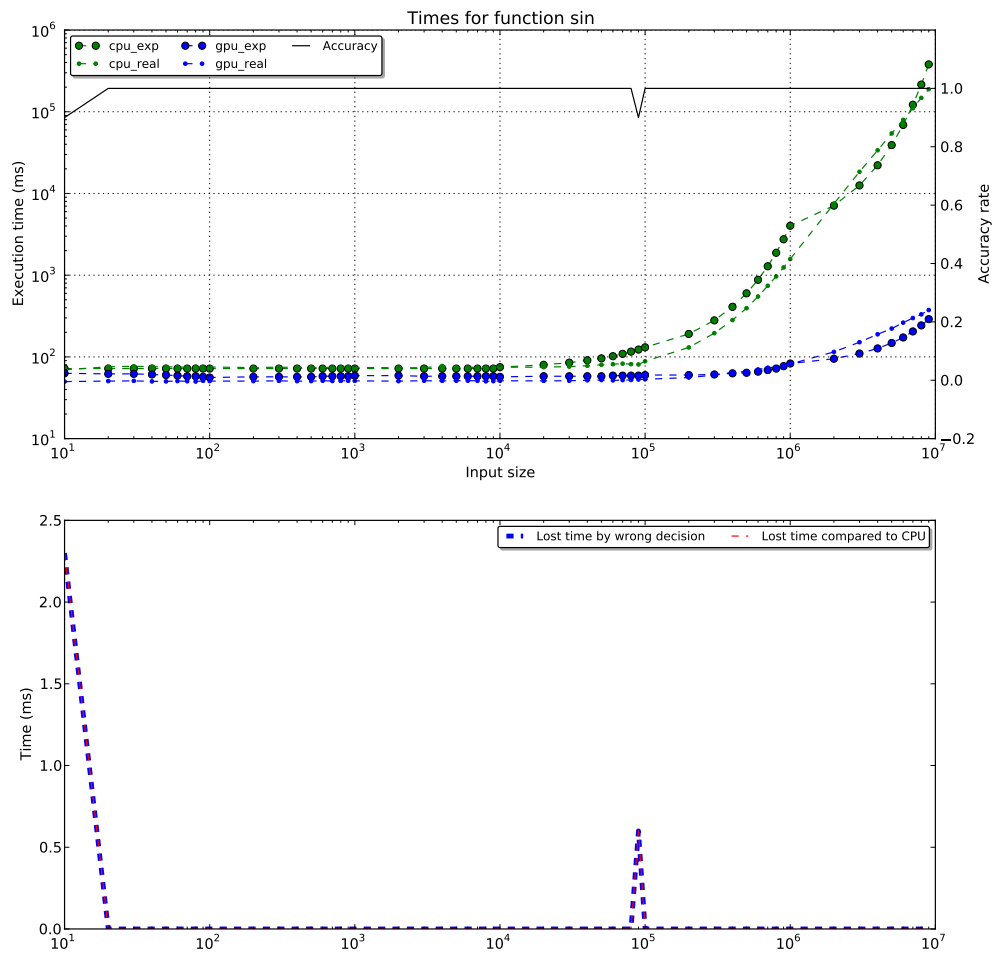 Times for function sin
cpu_exp
gpu_exp
Accuracy
cpu_real
gpu_real
10^6
10^5
10^4
10^3
10^2
10^1
Execution time (ms)
1.0
0.8
0.6
0.4
0.2
0.0
−0.2
Accuracy rate
10^1 10^2 10^3 10^4 10^5 10^6 10^7
Input size
Lost time by wrong decision
Lost time compared to CPU
2.5
2.0
1.5
1.0
0.5
0.0
Time (ms)
10^1 10^2 10^3 10^4 10^5 10^6 10^7